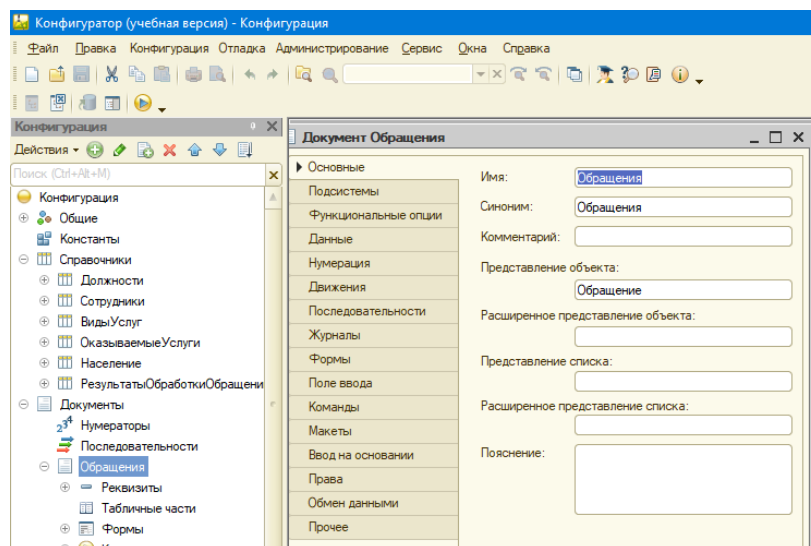 Конфигуратор (учебная версия) - Конфигурация
Файл Правка Конфигурация Отладка Администрирование Сервис Окна Справка
Конфигурация
Действия
Поиск (Ctrl+Alt+M)
Конфигурация
Общие
Константы
Справочники
Должности
Сотрудники
ВидыУслуг
ОказываемыеУслуги
Население
РезультатыОбработкиОбращени
Документы
Нумераторы
Последовательности
Обращения
Реквизиты
Табличные части
Формы
Документ Обращения
Основные
Подсистемы
Функциональные опции
Данные
Нумерация
Движения
Последовательности
Журналы
Формы
Поле ввода
Команды
Макеты
Ввод на основании
Права
Обмен данными
Прочее
Имя: Обращения
Синоним: Обращения
Комментарий:
Представление объекта:
Обращение
Расширенное представление объекта:
Представление списка:
Расширенное представление списка:
Пояснение: